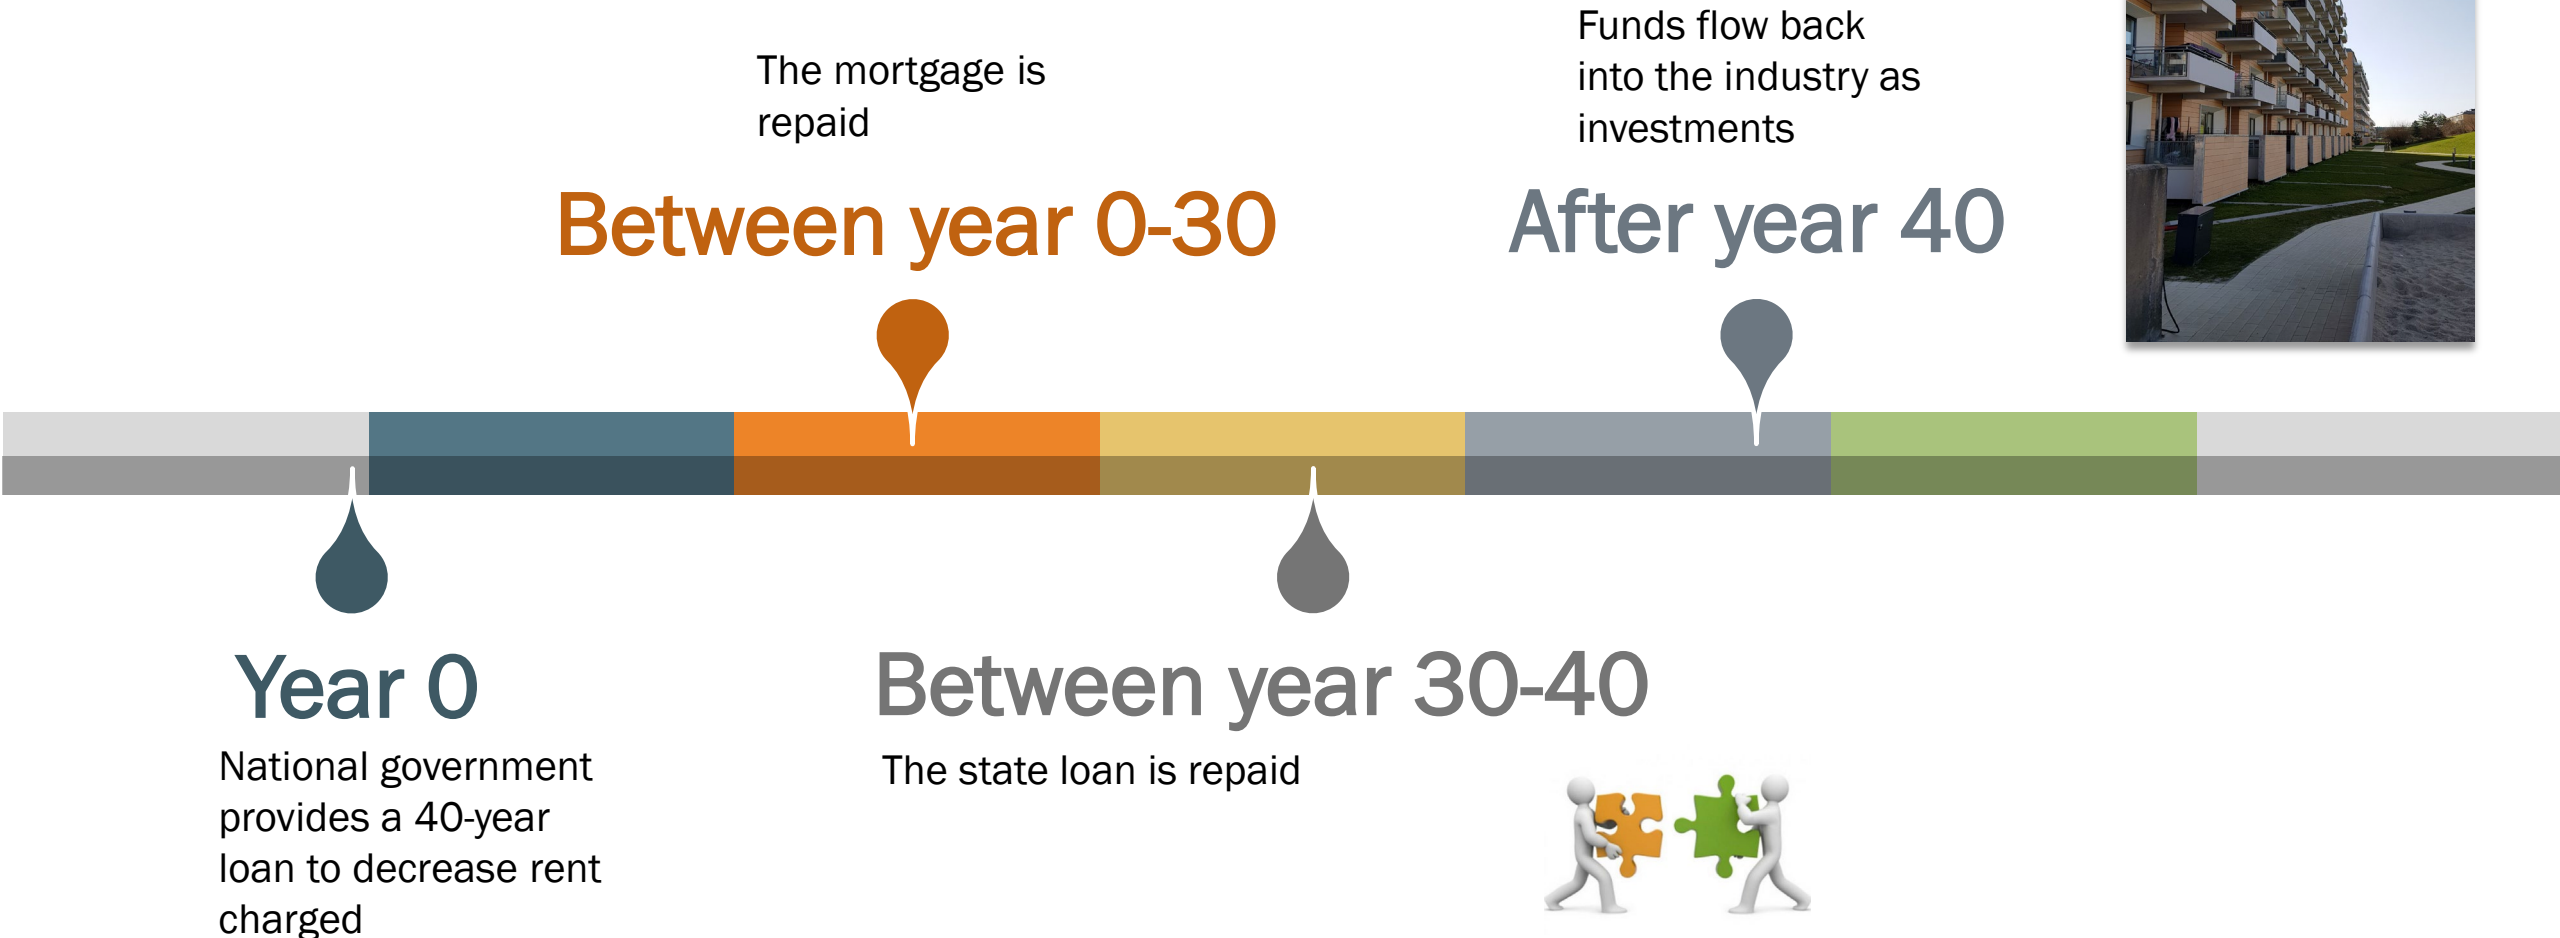 The mortgage is
repaid
Between year 0-30
Funds flow back
into the industry as
investments
After year 40
Year 0
National government
provides a 40-year
loan to decrease rent
charged
Between year 30-40
The state loan is repaid